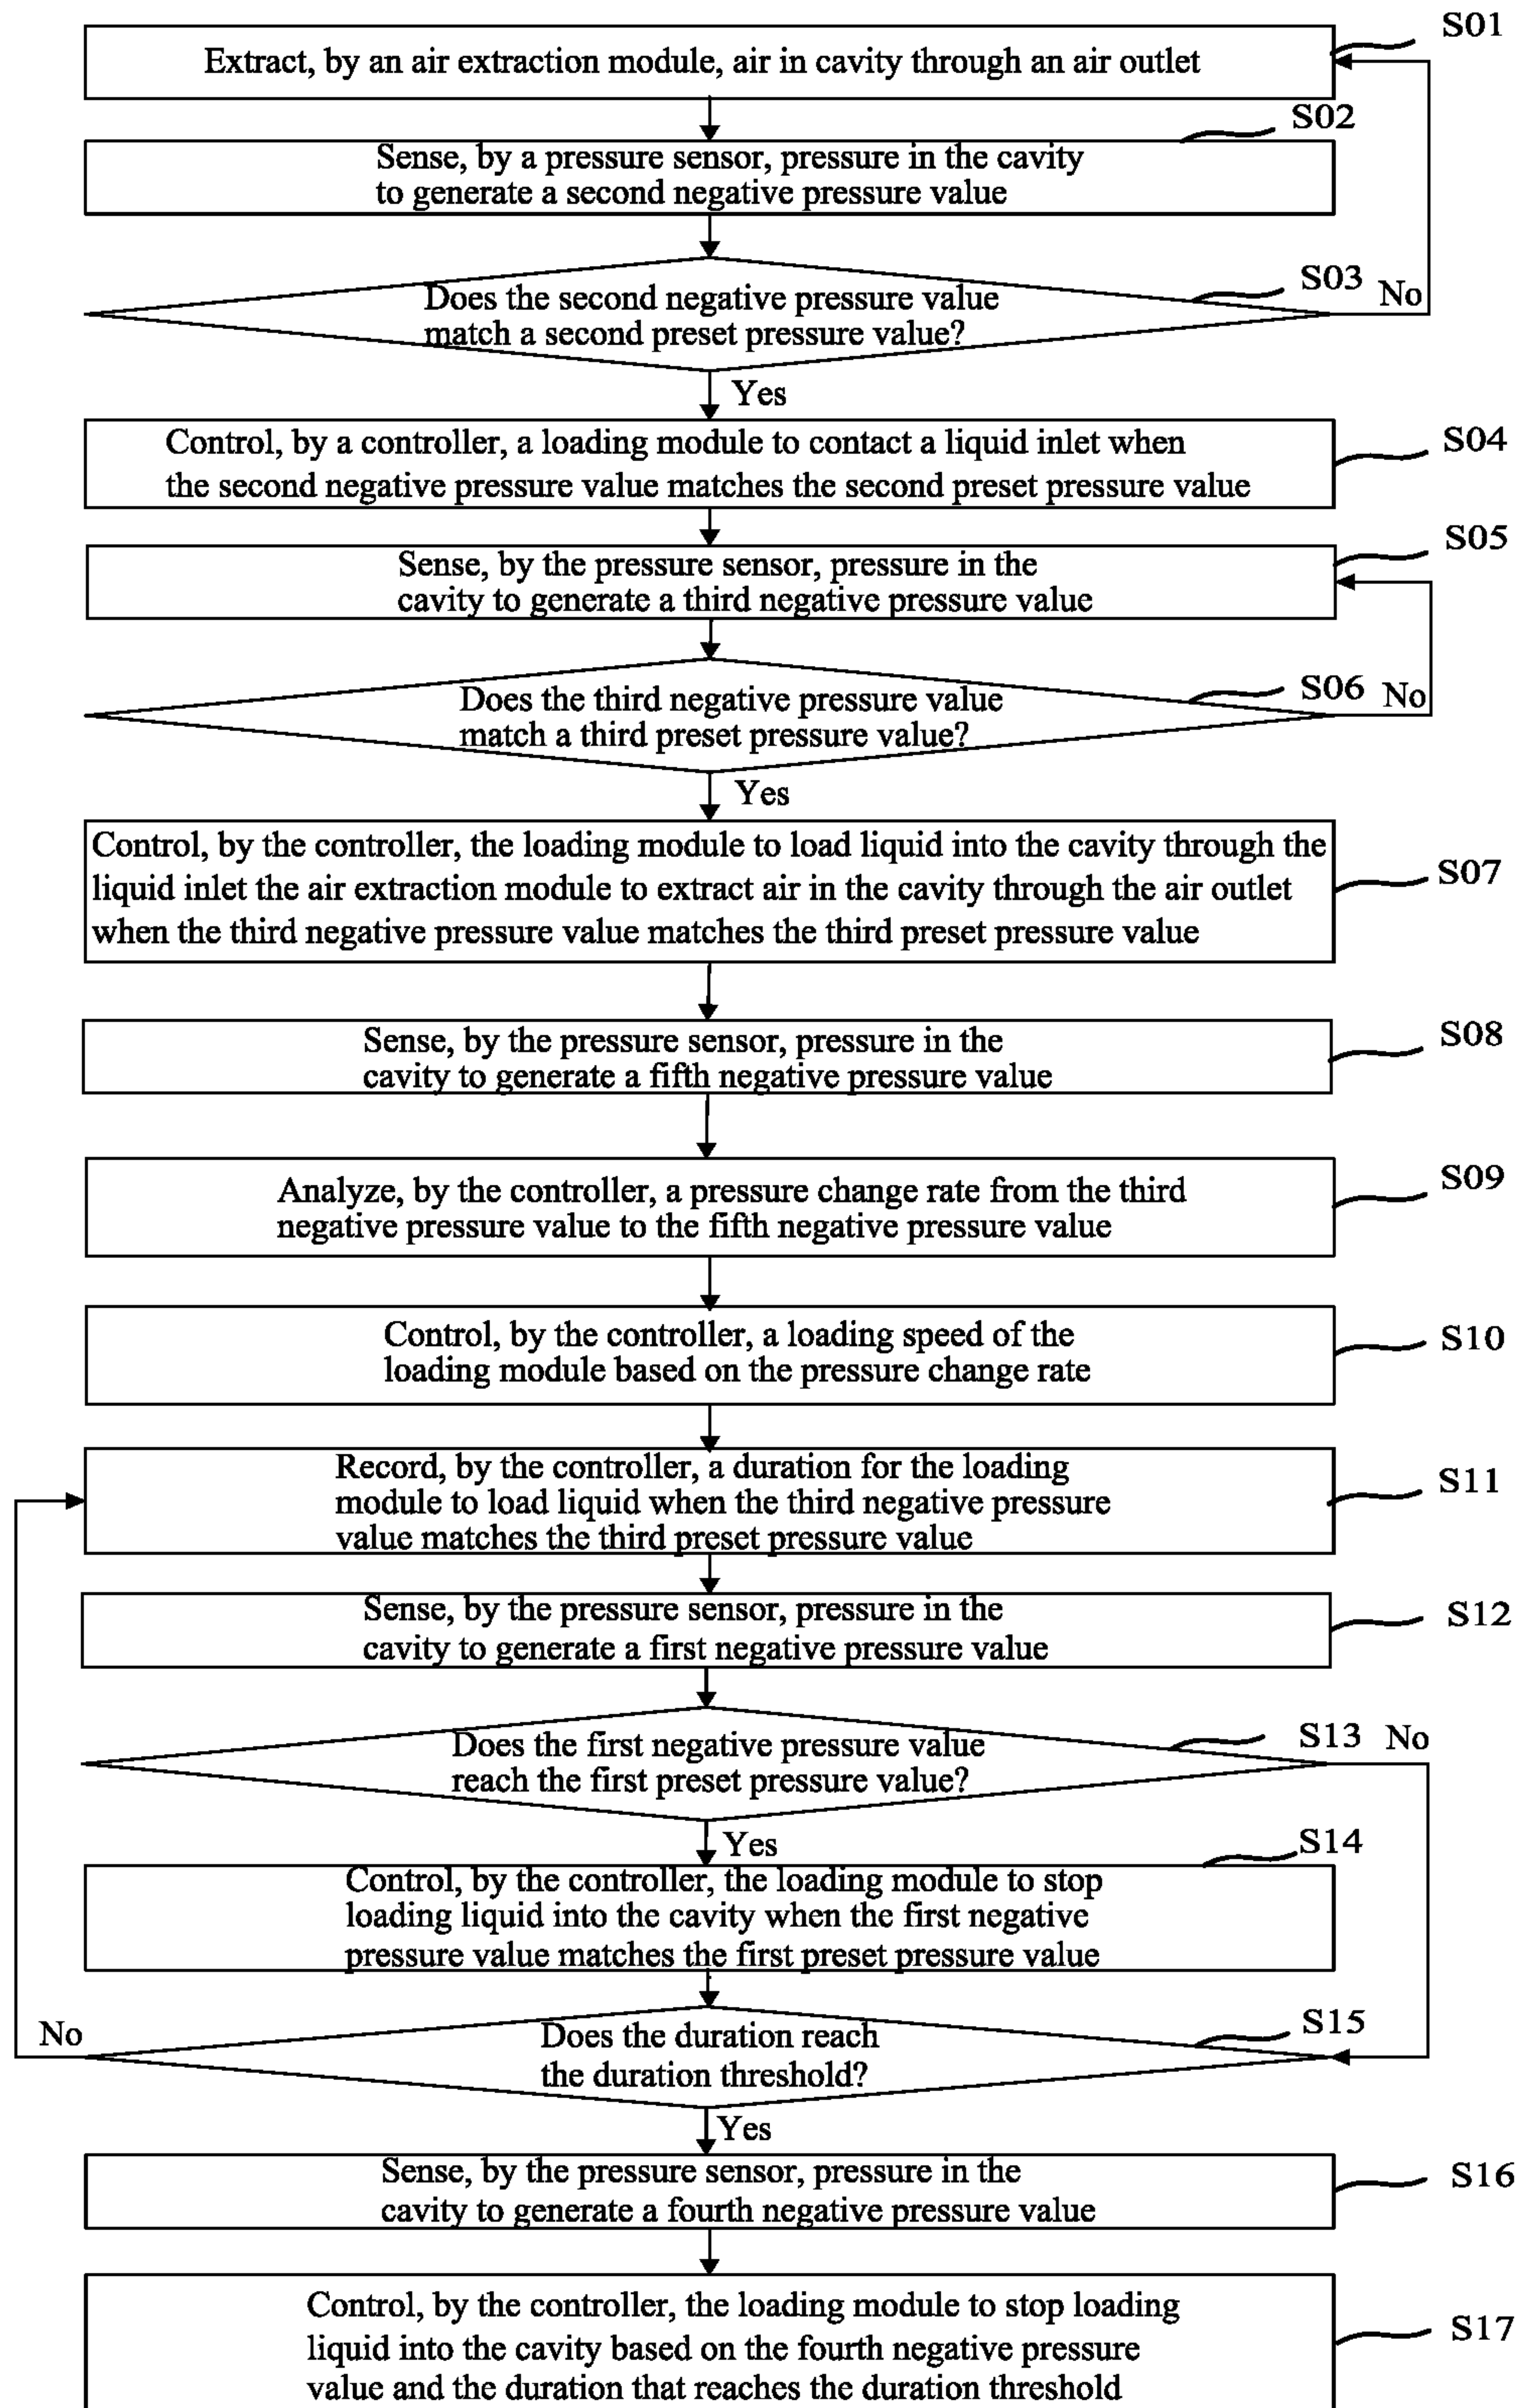 S01
Extract, by an air extraction module, air in cavity through an air outlet
S02
Sense, by a pressure sensor, pressure in the cavity
to generate a second negative pressure value
S03
No
Does the second negative pressure value
match a second preset pressure value?
Yes
S04
Control, by a controller, a loading module to contact a liquid inlet when
the second negative pressure value matches the second preset pressure value
S05
Sense, by the pressure sensor, pressure in the
cavity to generate a third negative pressure value
S06
No
Does the third negative pressure value
match a third preset pressure value?
Yes
Control, by the controller, the loading module to load liquid into the cavity through the
liquid inlet the air extraction module to extract air in the cavity through the air outlet
when the third negative pressure value matches the third preset pressure value
S07
Sense, by the pressure sensor, pressure in the
cavity to generate a fifth negative pressure value
S08
Analyze, by the controller, a pressure change rate from the third
negative pressure value to the fifth negative pressure value
S09
Control, by the controller, a loading speed of the
loading module based on the pressure change rate
S10
Record, by the controller, a duration for the loading
module to load liquid when the third negative pressure
value matches the third preset pressure value
S11
Sense, by the pressure sensor, pressure in the
cavity to generate a first negative pressure value
S12
Does the first negative pressure value
reach the first preset pressure value?
S13
No
Yes
S14
Control, by the controller, the loading module to stop
loading liquid into the cavity when the first negative
pressure value matches the first preset pressure value
No
Does the duration reach
the duration threshold?
S15
Yes
Sense, by the pressure sensor, pressure in the
cavity to generate a fourth negative pressure value
S16
Control, by the controller, the loading module to stop loading
liquid into the cavity based on the fourth negative pressure
value and the duration that reaches the duration threshold
S17